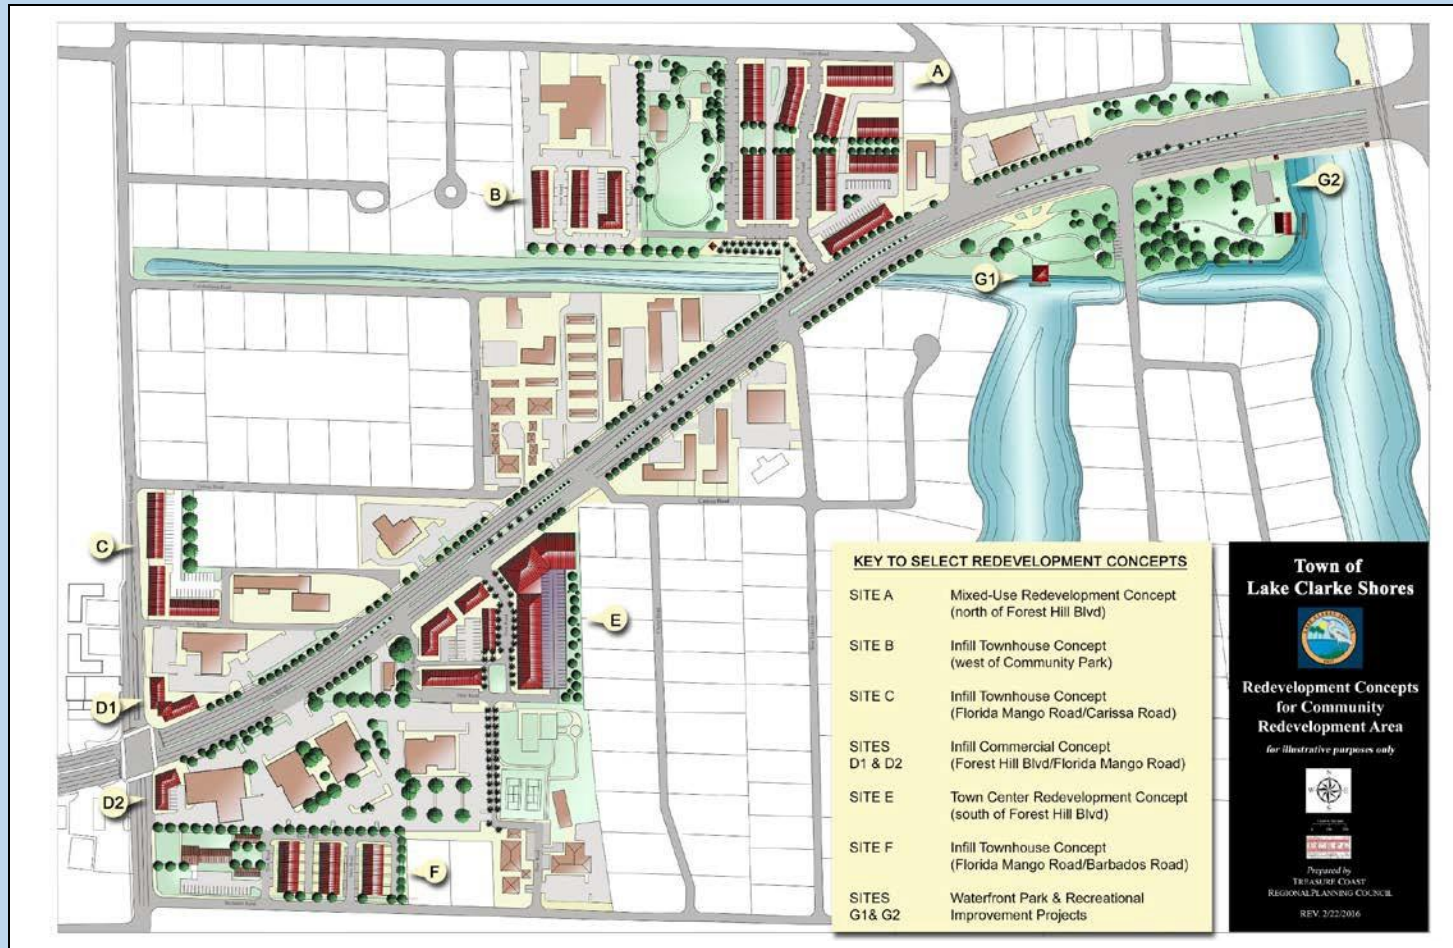 A
B
G2
G1
C
E
D1
D2
F
Carissa Road
KEY TO SELECT REDEVELOPMENT CONCEPTS
SITE A Mixed-Use Redevelopment Concept
(north of Forest Hill Blvd)
SITE B Infill Townhouse Concept
(west of Community Park)
SITE C Infill Townhouse Concept
(Florida Mango Road/Carissa Road)
SITES Infill Commercial Concept
D1 & D2 (Forest Hill Blvd/Florida Mango Road)
SITE E Town Center Redevelopment Concept
(south of Forest Hill Blvd)
SITE F Infill Townhouse Concept
(Florida Mango Road/Barbados Road)
SITES Waterfront Park & Recreational
G1& G2 Improvement Projects
Town of
Lake Clarke Shores
Redevelopment Concepts
for Community
Redevelopment Area
for illustrative purposes only
N
W E
S
Prepared by
TREASURE COAST
REGIONAL PLANNING COUNCIL
REV. 2/22/2016